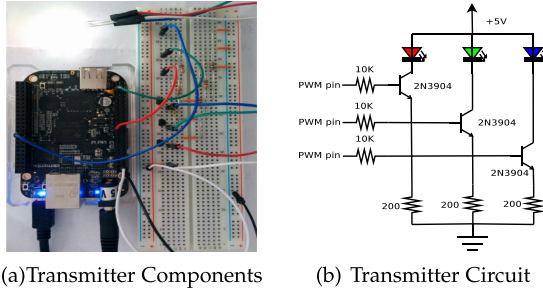 +5V
10K
PWM pin
2N3904
10K
PWM pin
2N3904
10K
PWM pin
2N3904
200
200
200
(a)Transmitter Components
(b) Transmitter Circuit